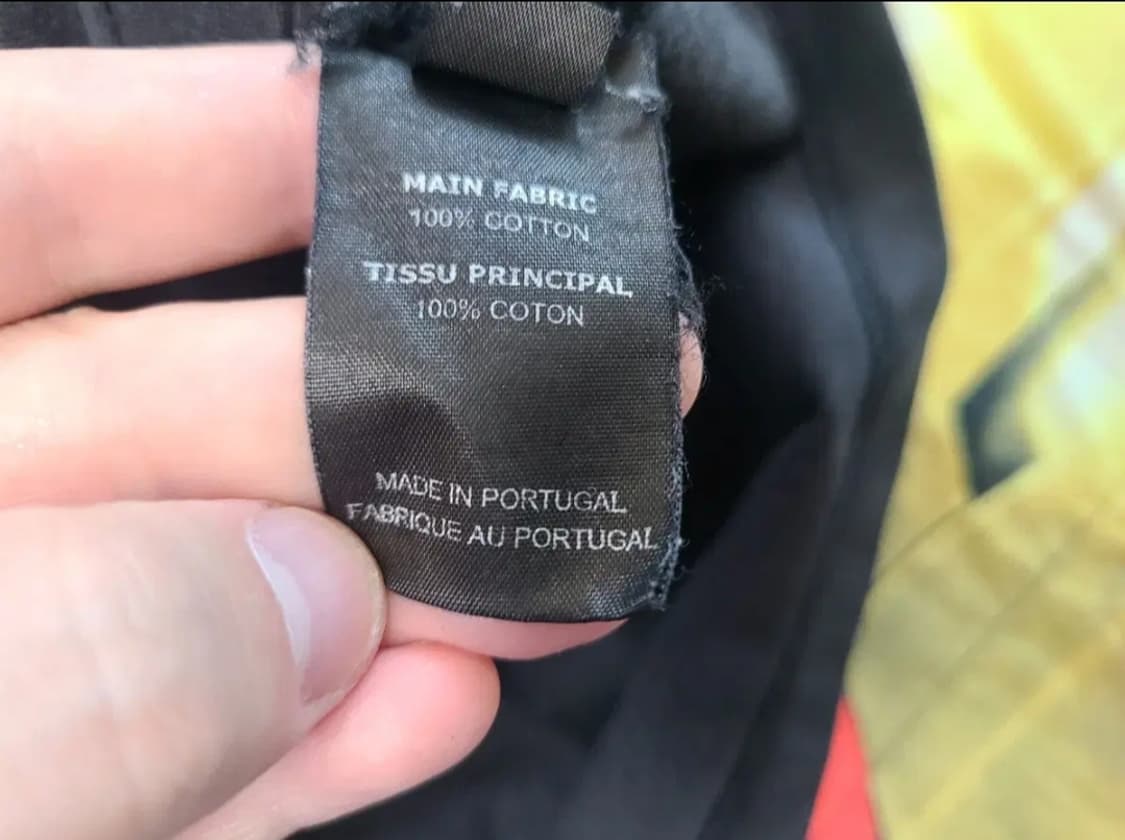 MAIN FABRIC
100% COTTON
TISSU PRINCIPAL
100% COTON
MADE IN PORTUGAL
FABRIQUE AU PORTUGAL